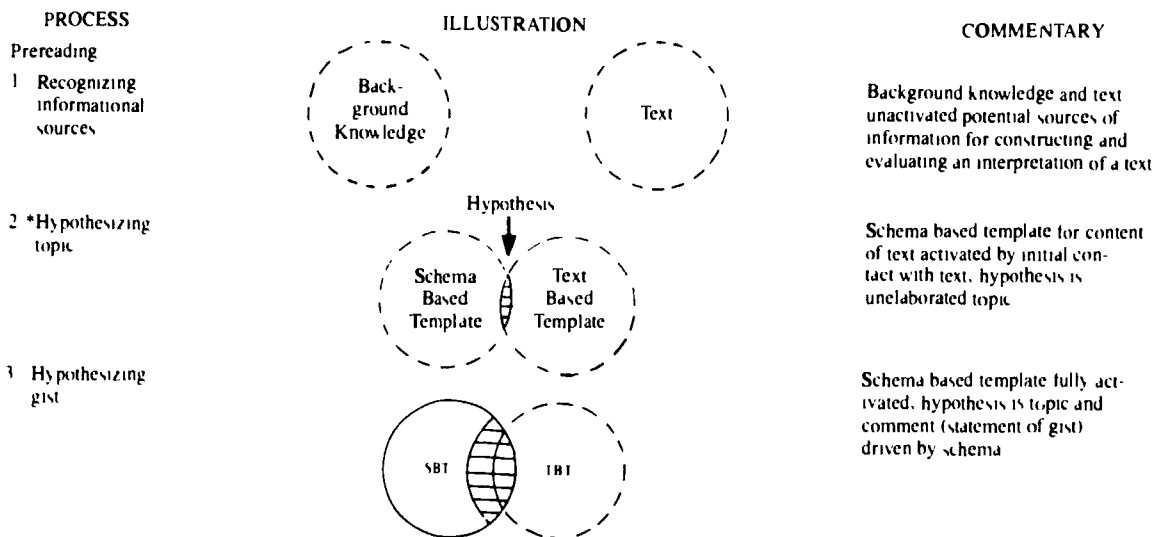 PROCESS
ILLUSTRATION
COMMENTARY
Prereading
1 Recognizing
informational
sources
Back-
ground
Knowledge
Text
Background knowledge and text
unactivated potential sources of
information for constructing and
evaluating an interpretation of a text
2 *Hypothesizing
topic
Hypothesis
Schema
Based
Template
Text
Based
Template
Schema based template for content
of text activated by initial con-
tact with text, hypothesis is
unelaborated topic
3 Hypothesizing
gist
SBT
TBT
Schema based template fully act-
ivated, hypothesis is topic and
comment (statement of gist)
driven by schema